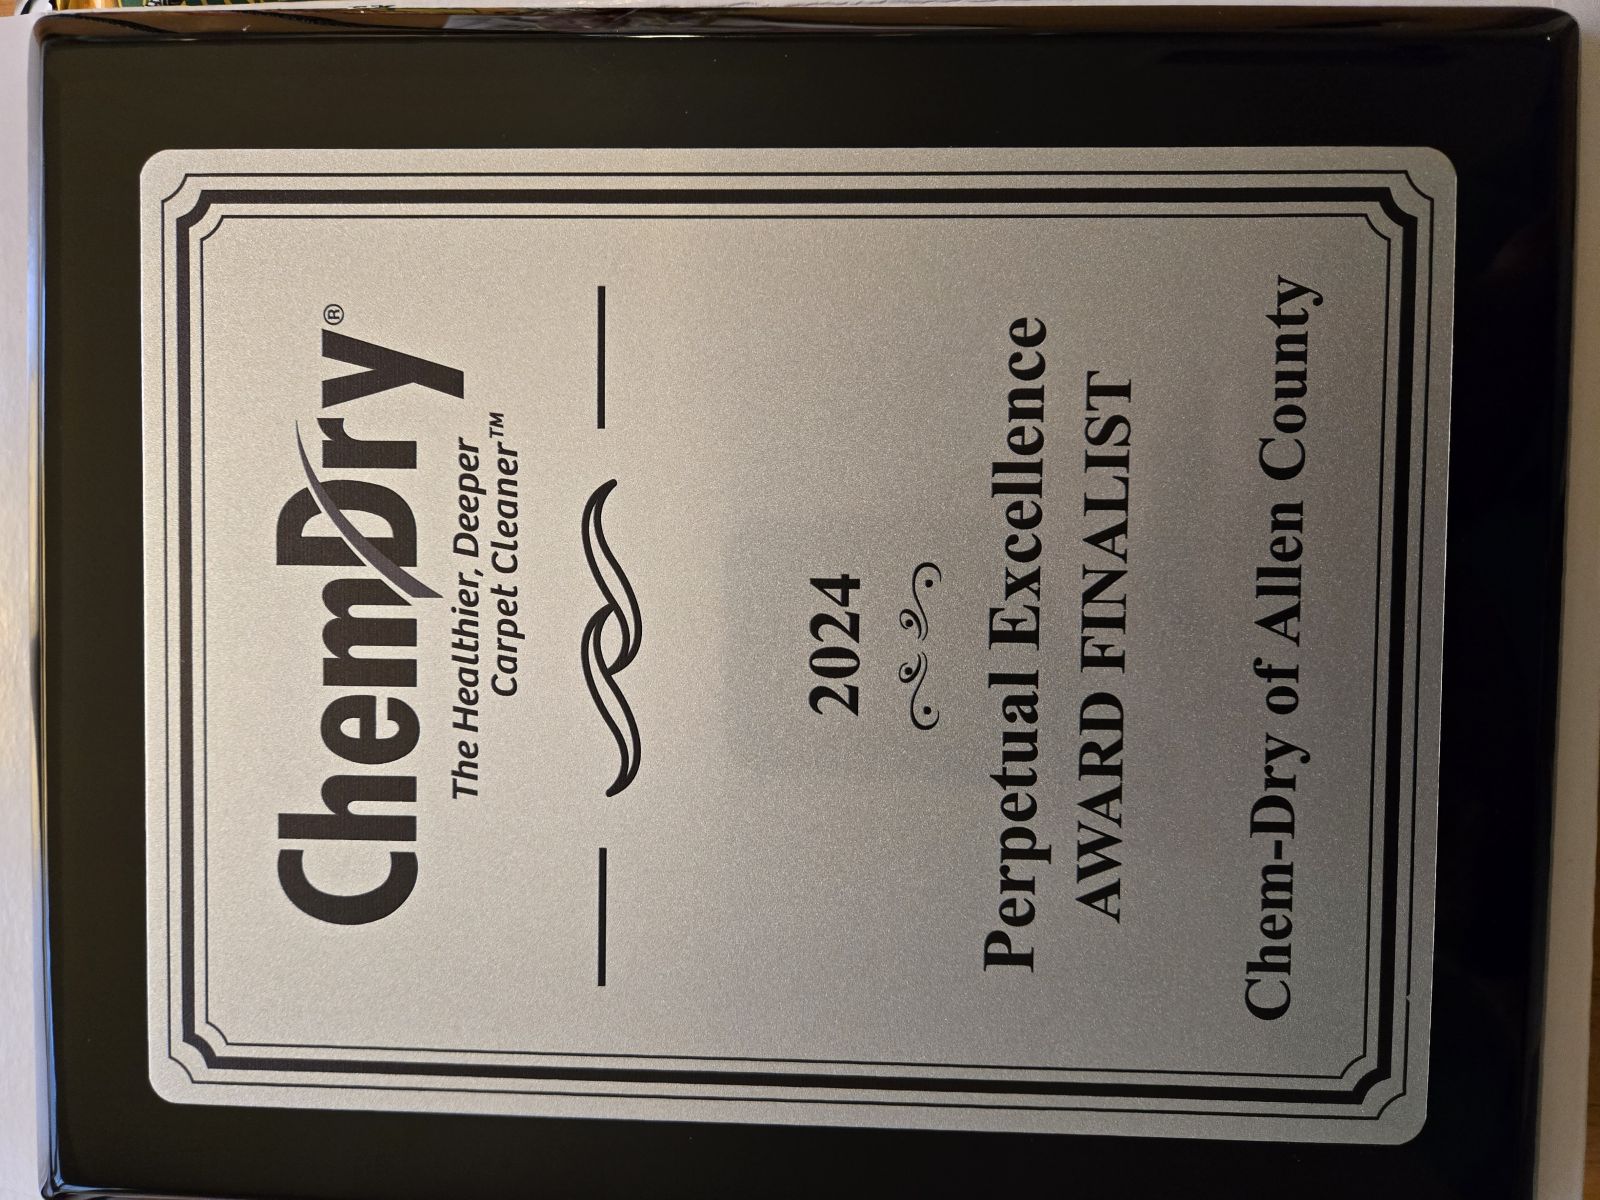 ChemDry®
The Healthier, Deeper
Carpet Cleaner™
2024
Perpetual Excellence
AWARD FINALIST
Chem-Dry of Allen County